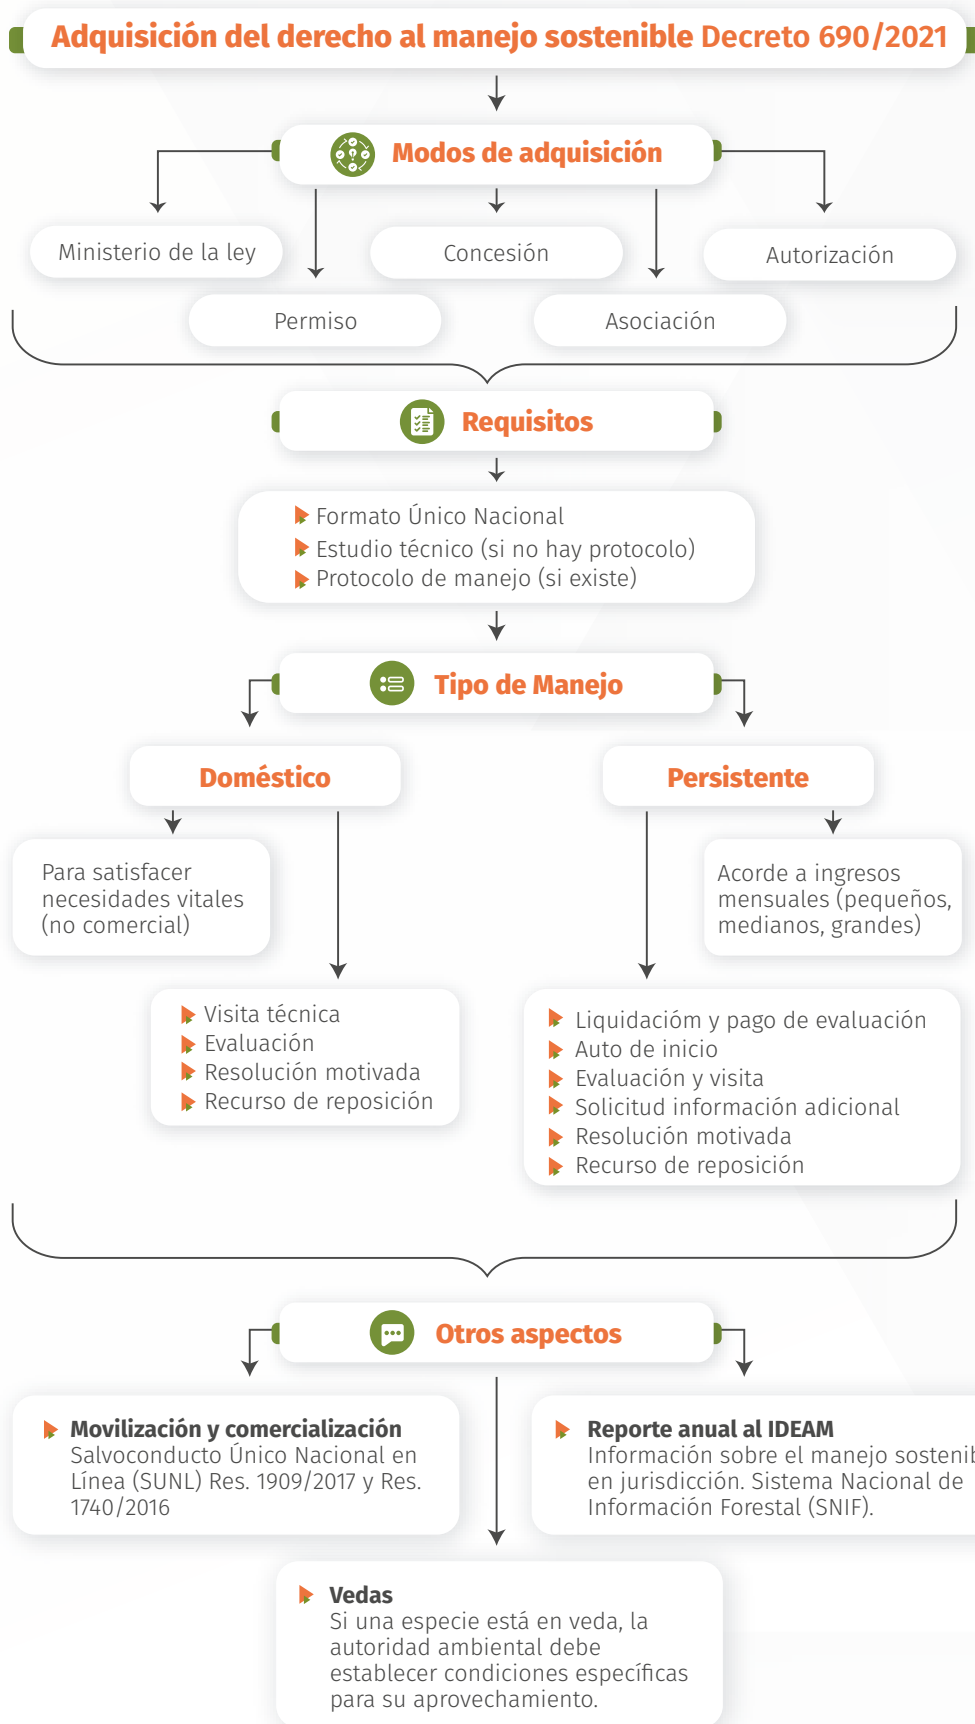 Adquisición del derecho al manejo sostenible Decreto 690/2021
Modos de adquisición
Ministerio de la ley
Concesión
Autorización
Permiso
Asociación
Requisitos
Formato Único Nacional
Estudio técnico (si no hay protocolo)
Protocolo de manejo (si existe)
Tipo de Manejo
Doméstico
Persistente
Para satisfacer
necesidades vitales
(no comercial)
Acorde a ingresos
mensuales (pequeños,
medianos, grandes)
Visita técnica
Evaluación
Resolución motivada
Recurso de reposición
Liquidacióm y pago de evaluación
Auto de inicio
Evaluación y visita
Solicitud información adicional
Resolución motivada
Recurso de reposición
Otros aspectos
Movilización y comercialización
Salvoconducto Único Nacional en
Línea (SUNL) Res. 1909/2017 y Res.
1740/2016
Reporte anual al IDEAM
Información sobre el manejo sostenib
en jurisdicción. Sistema Nacional de
Información Forestal (SNIF).
Vedas
Si una especie está en veda, la
autoridad ambiental debe
establecer condiciones específicas
para su aprovechamiento.